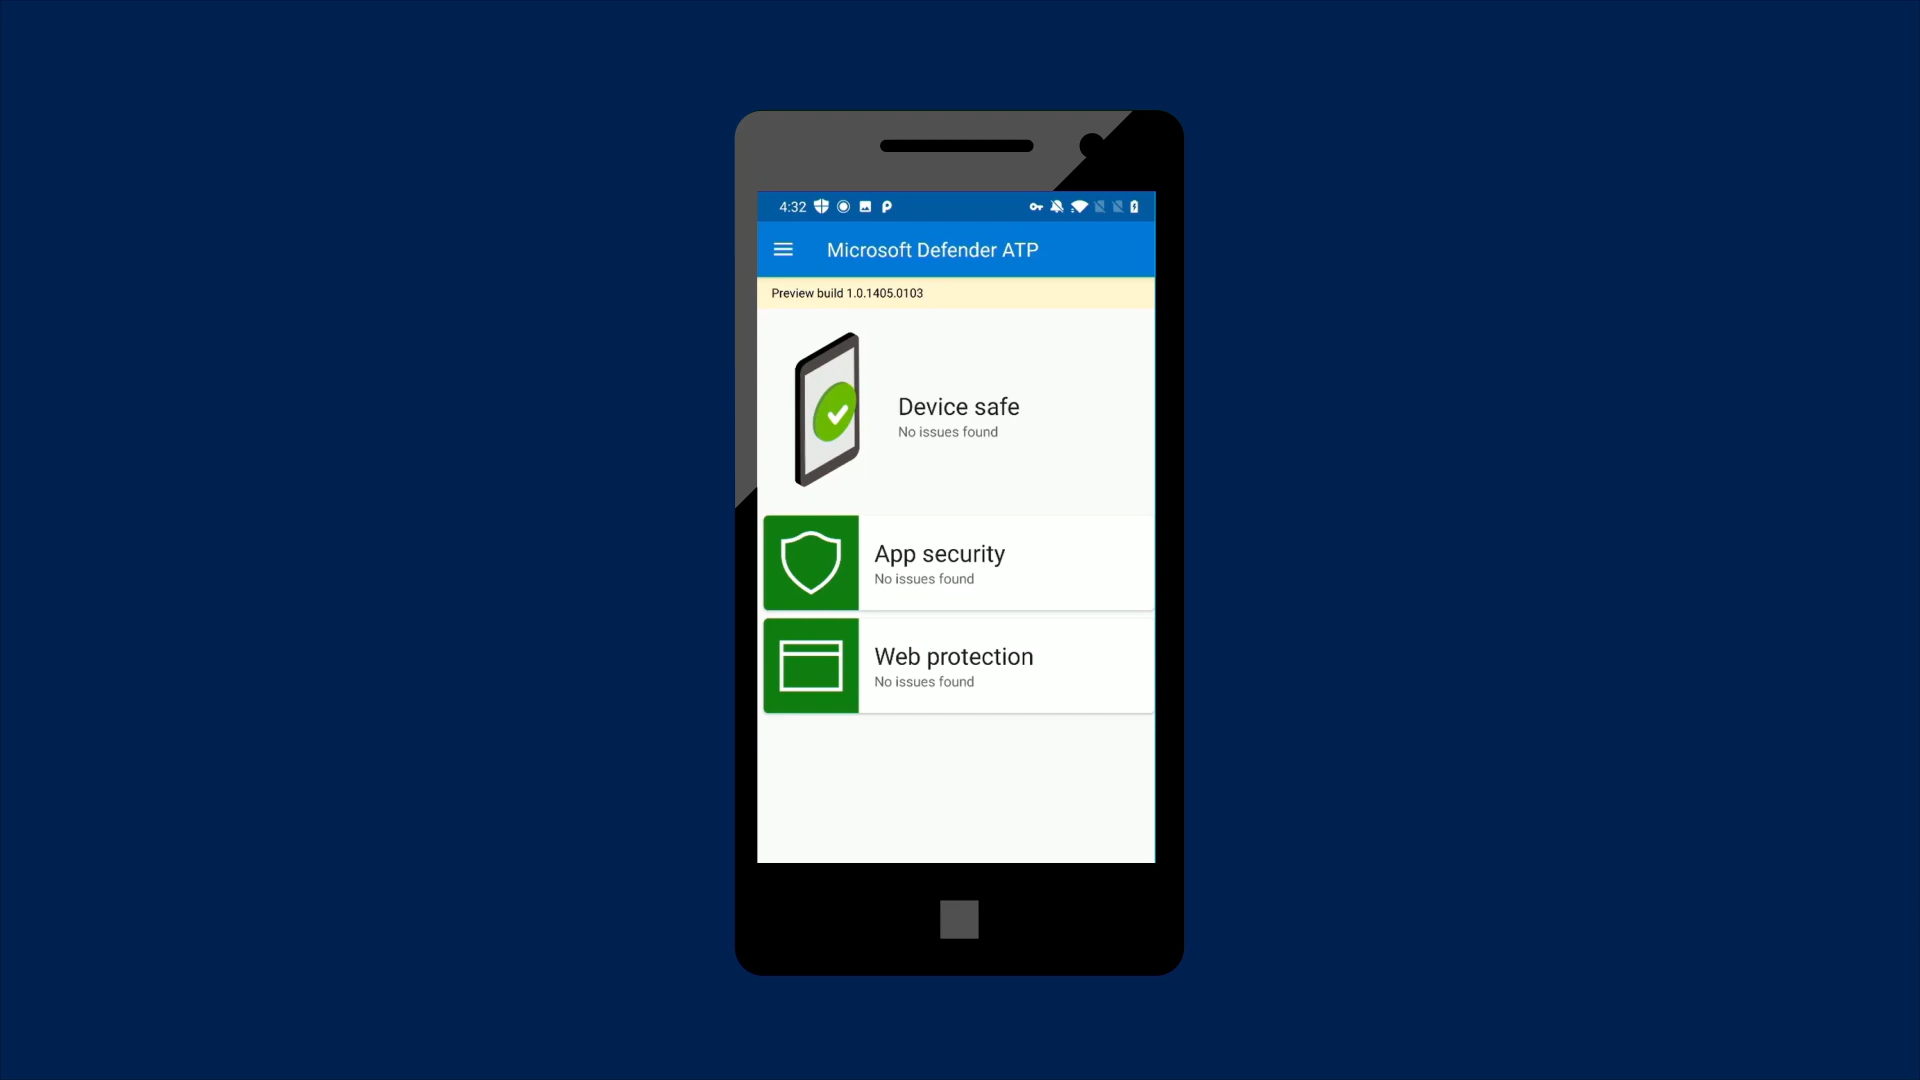 4:32
Microsoft Defender ATP
Preview build 1.0.1405.0103
Device safe
No issues found
App security
No issues found
Web protection
No issues found